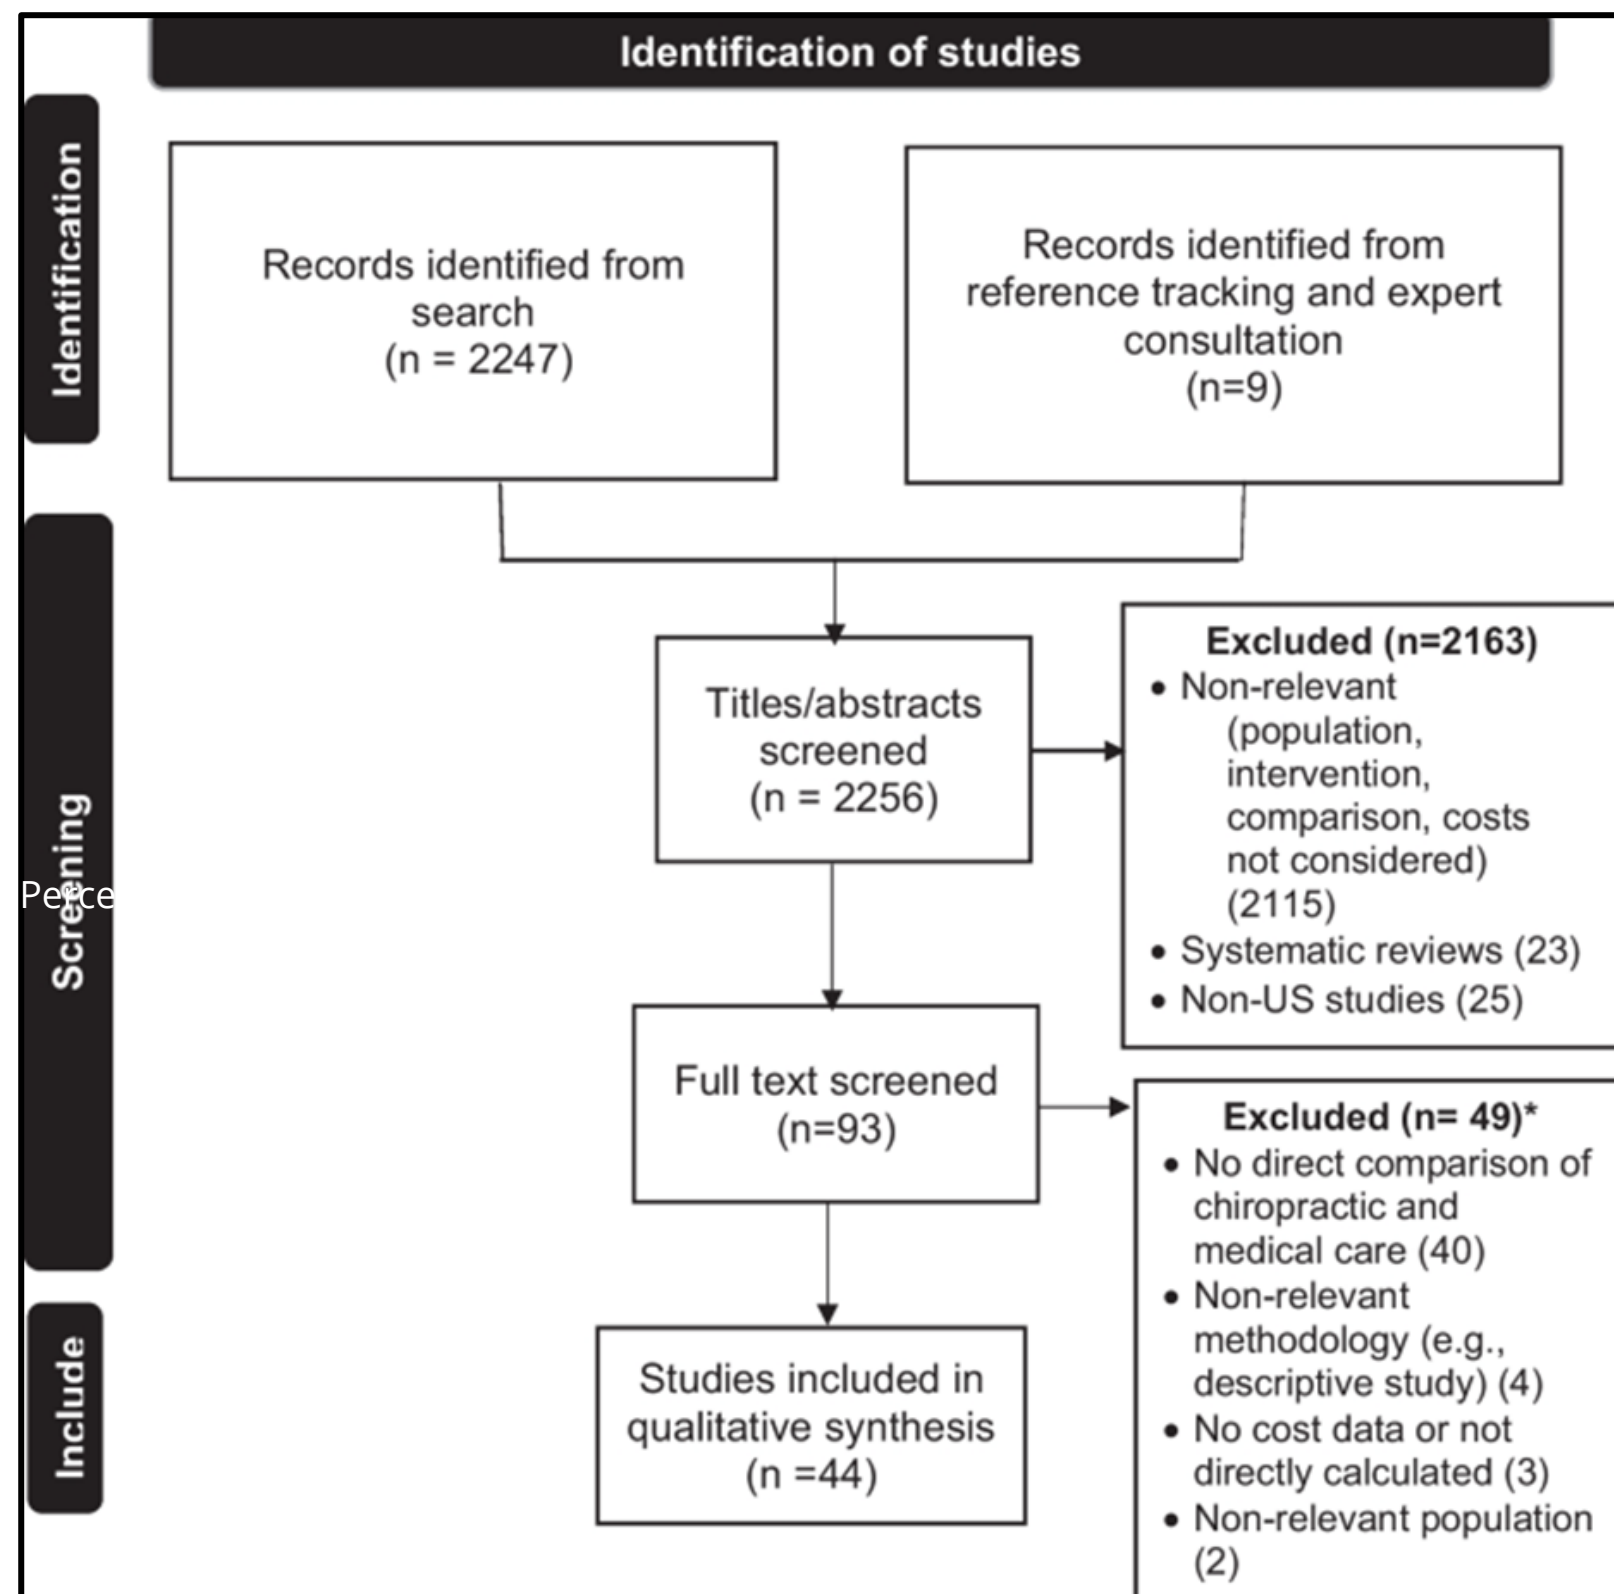 Identification of studies
Identification
Records identified from
search
(n = 2247)
Records identified from
reference tracking and expert
consultation
(n=9)
Screening
Perce
Titles/abstracts
screened
(n = 2256)
Excluded (n=2163)
• Non-relevant
(population,
intervention,
comparison, costs
not considered)
(2115)
• Systematic reviews (23)
• Non-US studies (25)
Full text screened
(n=93)
Excluded (n= 49)*
• No direct comparison of
chiropractic and
medical care (40)
• Non-relevant
methodology (e.g.,
descriptive study) (4)
• No cost data or not
directly calculated (3)
• Non-relevant population
(2)
Include
Studies included in
qualitative synthesis
(n =44)